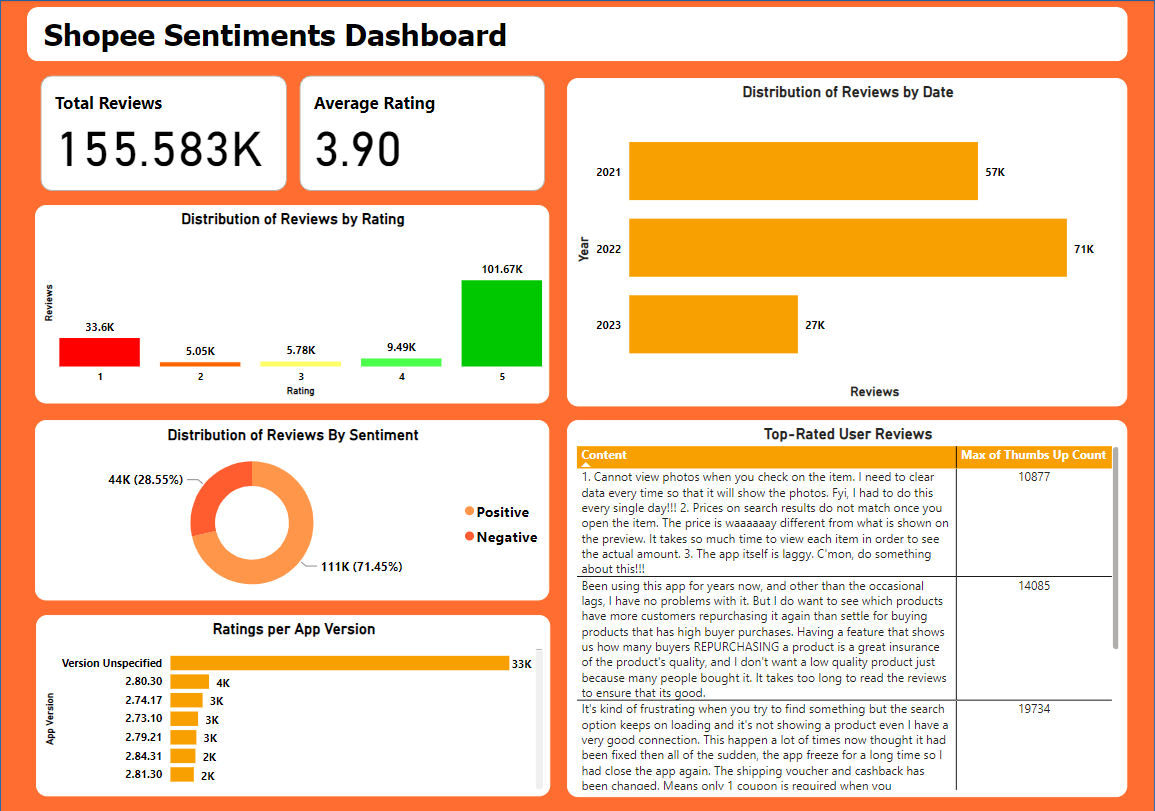 Shopee Sentiments Dashboard
Total Reviews
155.583K
Average Rating
3.90
Distribution of Reviews by Date
Year
2021
57K
2022
71K
2023
27K
Reviews
Distribution of Reviews by Rating
Reviews
33.6K
5.05K
5.78K
9.49K
101.67K
1
2
3
4
5
Rating
Distribution of Reviews By Sentiment
44K (28.55%)
111K (71.45%)
Positive
Negative
Ratings per App Version
App Version
Version Unspecified
33K
2.80.30
4K
2.74.17
3K
2.73.10
3K
2.79.21
3K
2.84.31
2K
2.81.30
2K
Top-Rated User Reviews
Content
Max of Thumbs Up Count
1. Cannot view photos when you check on the item. I need to clear
data every time so that it will show the photos. Fyi, I had to do this
every single day!!! 2. Prices on search results do not match once you
open the item. The price is waaaaaay different from what is shown on
the preview. It takes so much time to view each item in order to see
the actual amount. 3. The app itself is laggy. C'mon, do something
about this!!!
10877
Been using this app for years now, and other than the occasional
lags, I have no problems with it. But I do want to see which products
have more customers repurchasing it again than settle for buying
products that has high buyer purchases. Having a feature that shows
us how many buyers REPURCHASING a product is a great insurance
of the product's quality, and I don't want a low quality product just
because many people bought it. It takes too long to read the reviews
to ensure that its good.
14085
It's kind of frustrating when you try to find something but the search
option keeps on loading and it's not showing a product even I have a
very good connection. This happen a lot of times now thought it had
been fixed then all of the sudden, the app freeze for a long time so I
had close the app again. The shipping voucher and cashback has
been changed. Means only 1 coupon is required when you
19734